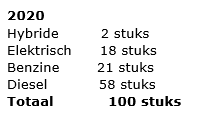 2020
Hybride 2 stuks
Elektrisch 18 stuks
Benzine 21 stuks
Diesel 58 stuks
Totaal 100 stuks